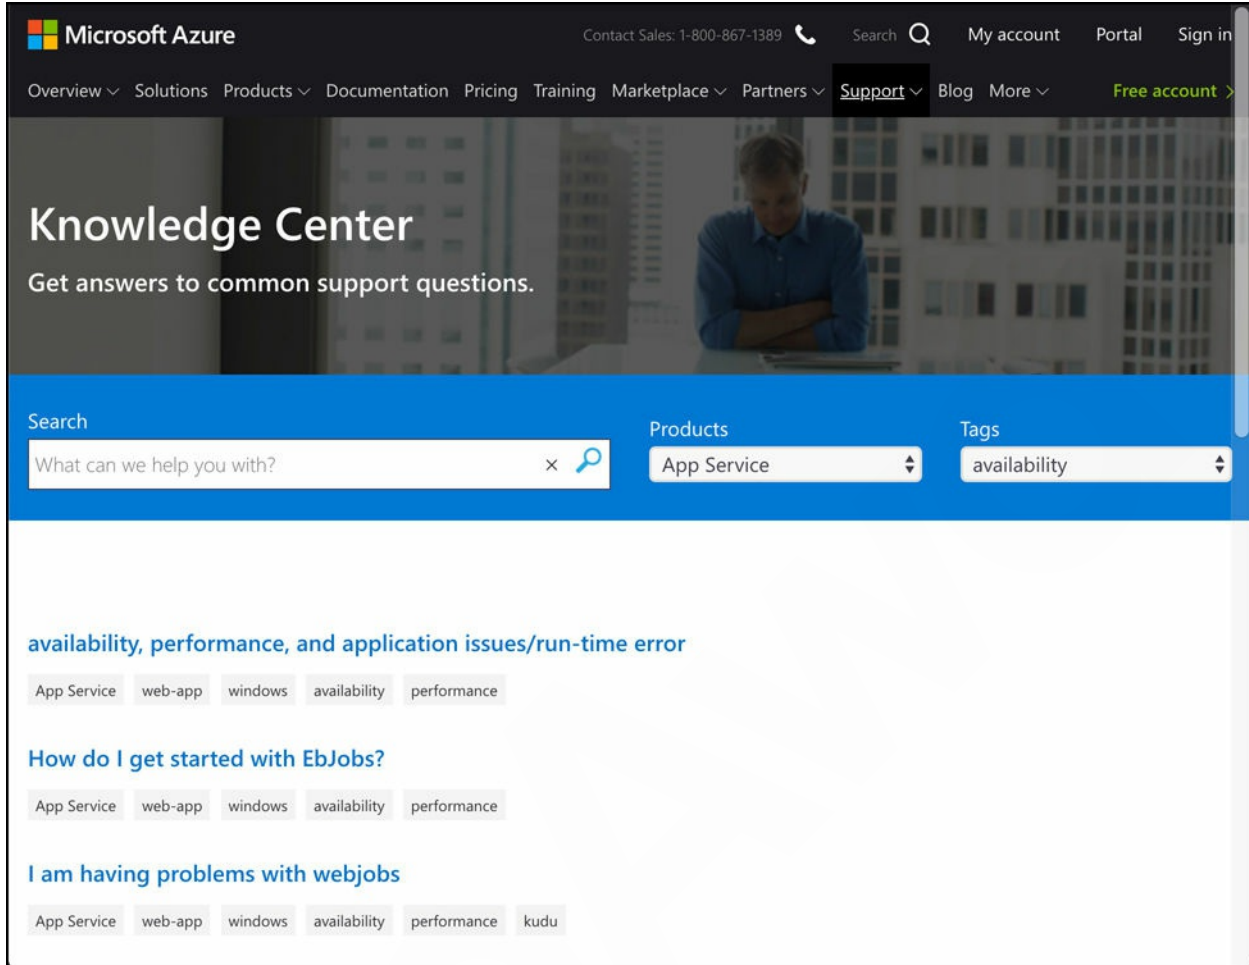 Microsoft Azure
Contact Sales: 1-800-867-1389 Search My account Portal Sign in
Overview Solutions Products Documentation Pricing Training Marketplace Partners Support Blog More Free account
Knowledge Center
Get answers to common support questions.
Search
Products
Tags
What can we help you with?
App Service
availability
availability, performance, and application issues/run-time error
App Service web-app windows availability performance
How do I get started with EbJobs?
App Service web-app windows availability performance
I am having problems with webjobs
App Service web-app windows availability performance kudu